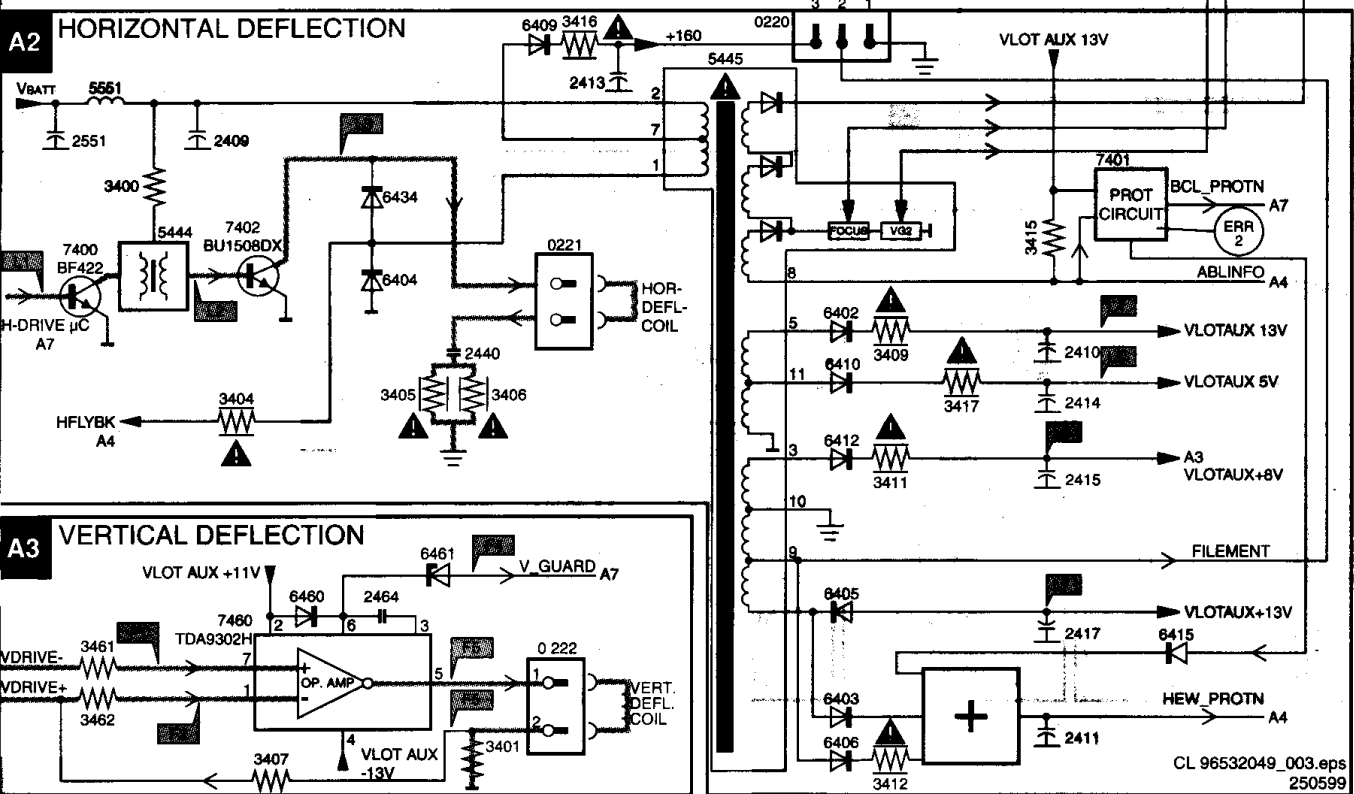 A2 HORIZONTAL DEFLECTION
VBATT
5551
2551
2409
3400
5444
7402
BU1508DX
7400
BF422
H-DRIVE µC
A7
6434
6404
3404
HFLYBK
A4
6409
3416
+160
2413
0220
3 2 1
5445
2
7
1
0221
HOR-
DEFL-
COIL
2440
3405
3406
VLOT AUX 13V
7401
PROT
CIRCUIT
BCL_PROTN
A7
ERR
2
3415
ABLINFO
A4
FOCUS
VG2
8
5
6402
3409
2410
VLOTAUX 13V
11
6410
3417
2414
VLOTAUX 5V
3
6412
3411
2415
A3
VLOTAUX+8V
10
9
FILEMENT
6405
2417
VLOTAUX+13V
6415
6403
6406
3412
+
2411
HEW_PROTN
A4
CL 96532049_003.eps
250599
A3 VERTICAL DEFLECTION
VLOT AUX +11V
6460
2464
6461
V_GUARD
A7
7460
TDA9302H
2
6
3
VDRIVE-
3461
7
+
OP. AMP
-
5
VDRIVE+
3462
1
4
VLOT AUX
-13V
3407
3401
0 222
1
2
VERT.
DEFL.
COIL